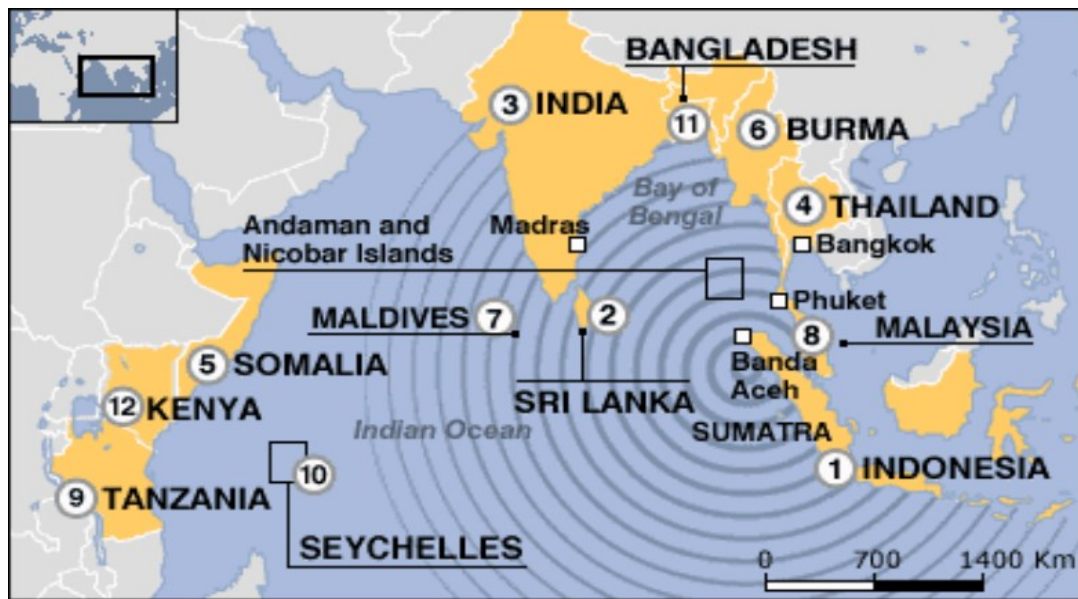 BANGLADESH
3 INDIA
11
6 BURMA
Bay of
Bengal
4 THAILAND
Andaman and
Nicobar Islands
Madras
Bangkok
Phuket
MALDIVES 7
2
8 MALAYSIA
Banda
Aceh
5 SOMALIA
SRI LANKA
12 KENYA
Indian Ocean
SUMATRA
10
1 INDONESIA
9 TANZANIA
SEYCHELLES
0 700 1400 Km